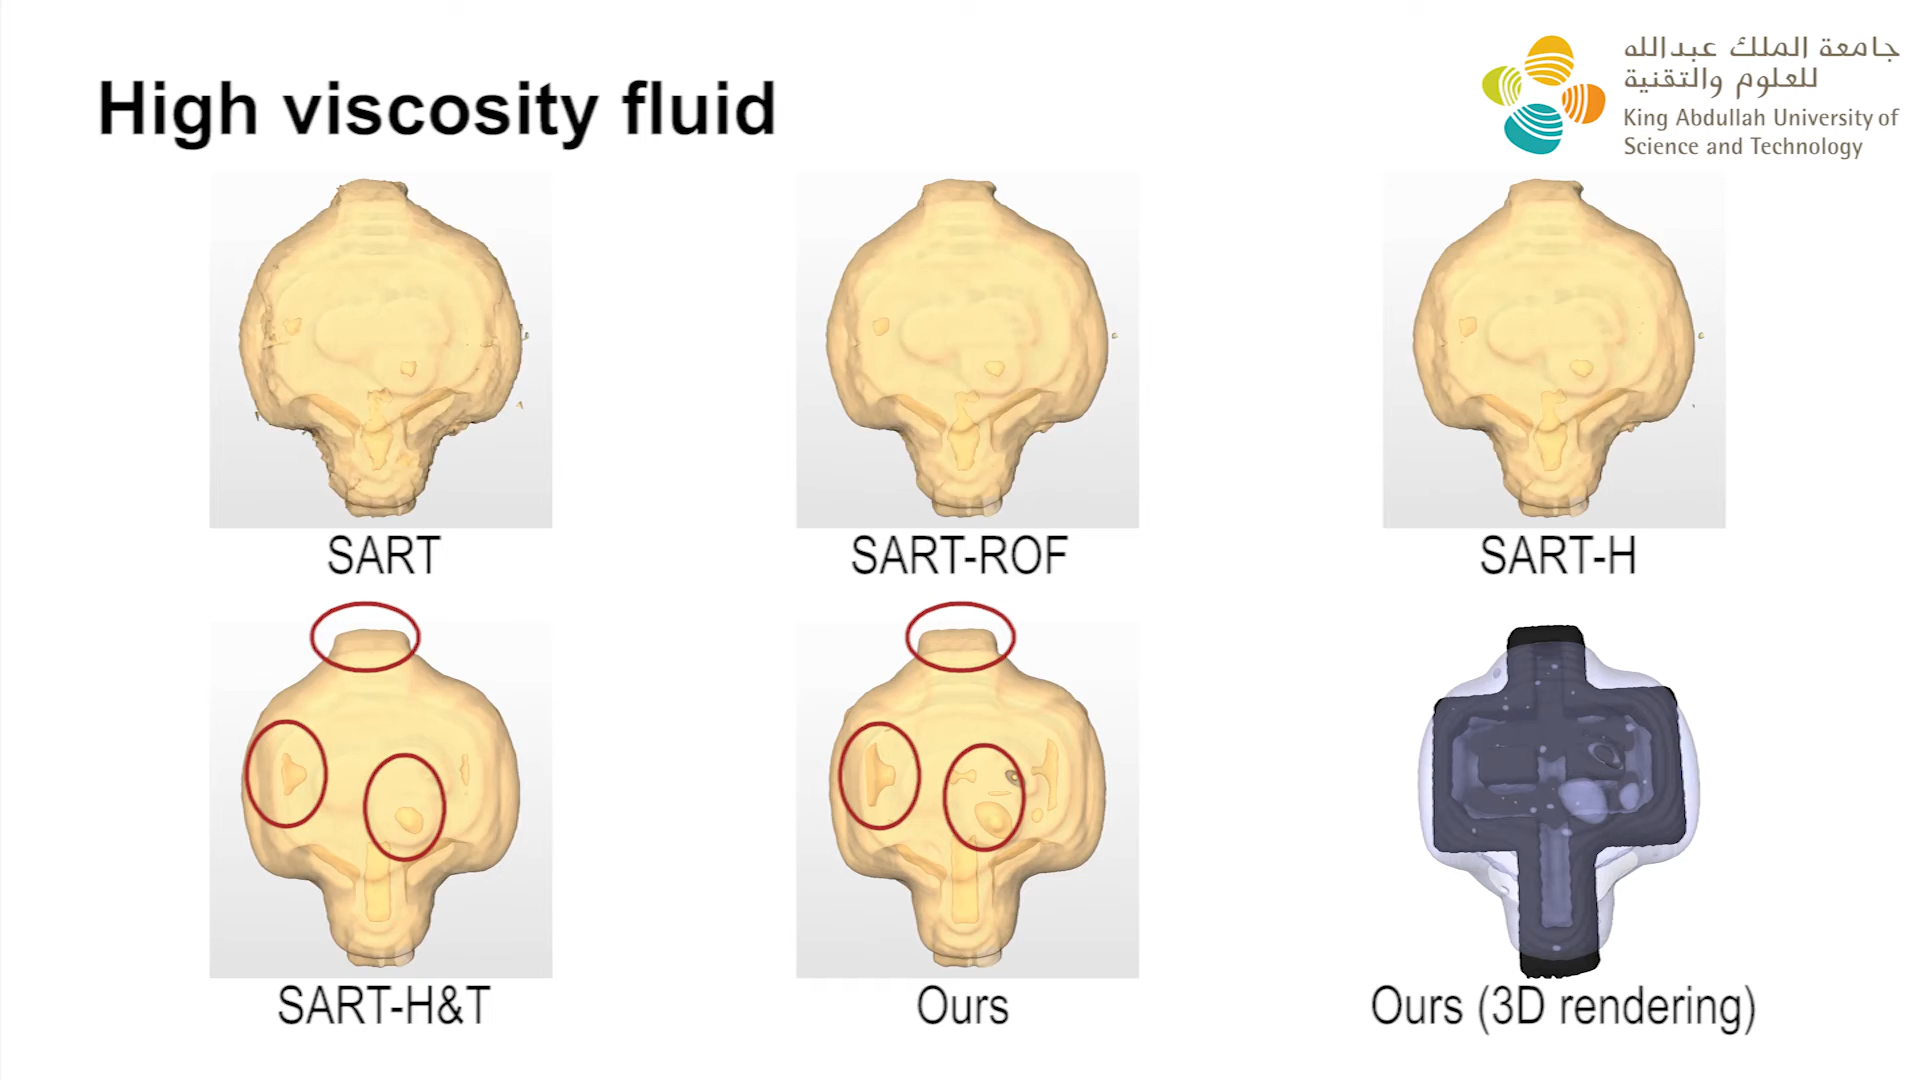 High viscosity fluid
جامعة الملك عبدالله
للعلوم والتقنية
King Abdullah University of
Science and Technology
SART
SART-ROF
SART-H
SART-H&T
Ours
Ours (3D rendering)